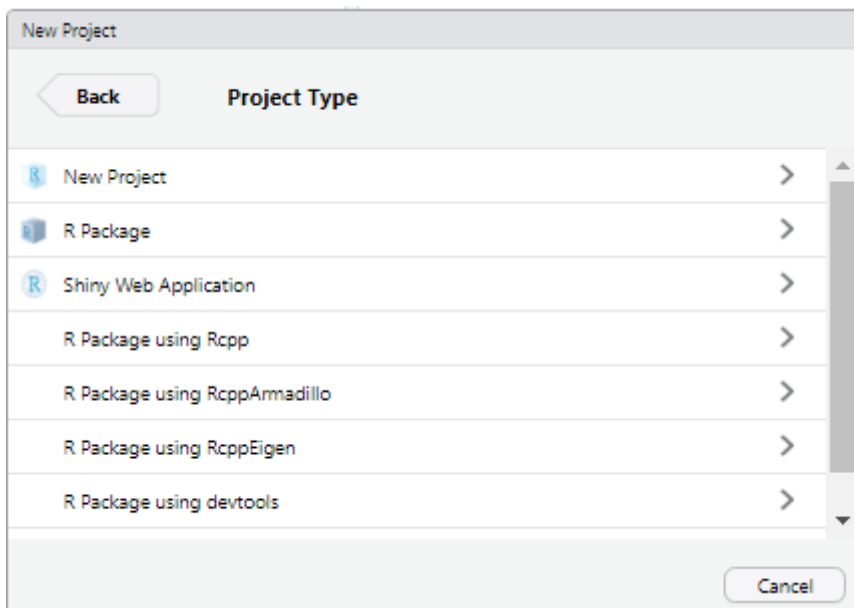 New Project
Back
Project Type
New Project
R Package
Shiny Web Application
R Package using Rcpp
R Package using RcppArmadillo
R Package using RcppEigen
R Package using devtools
Cancel